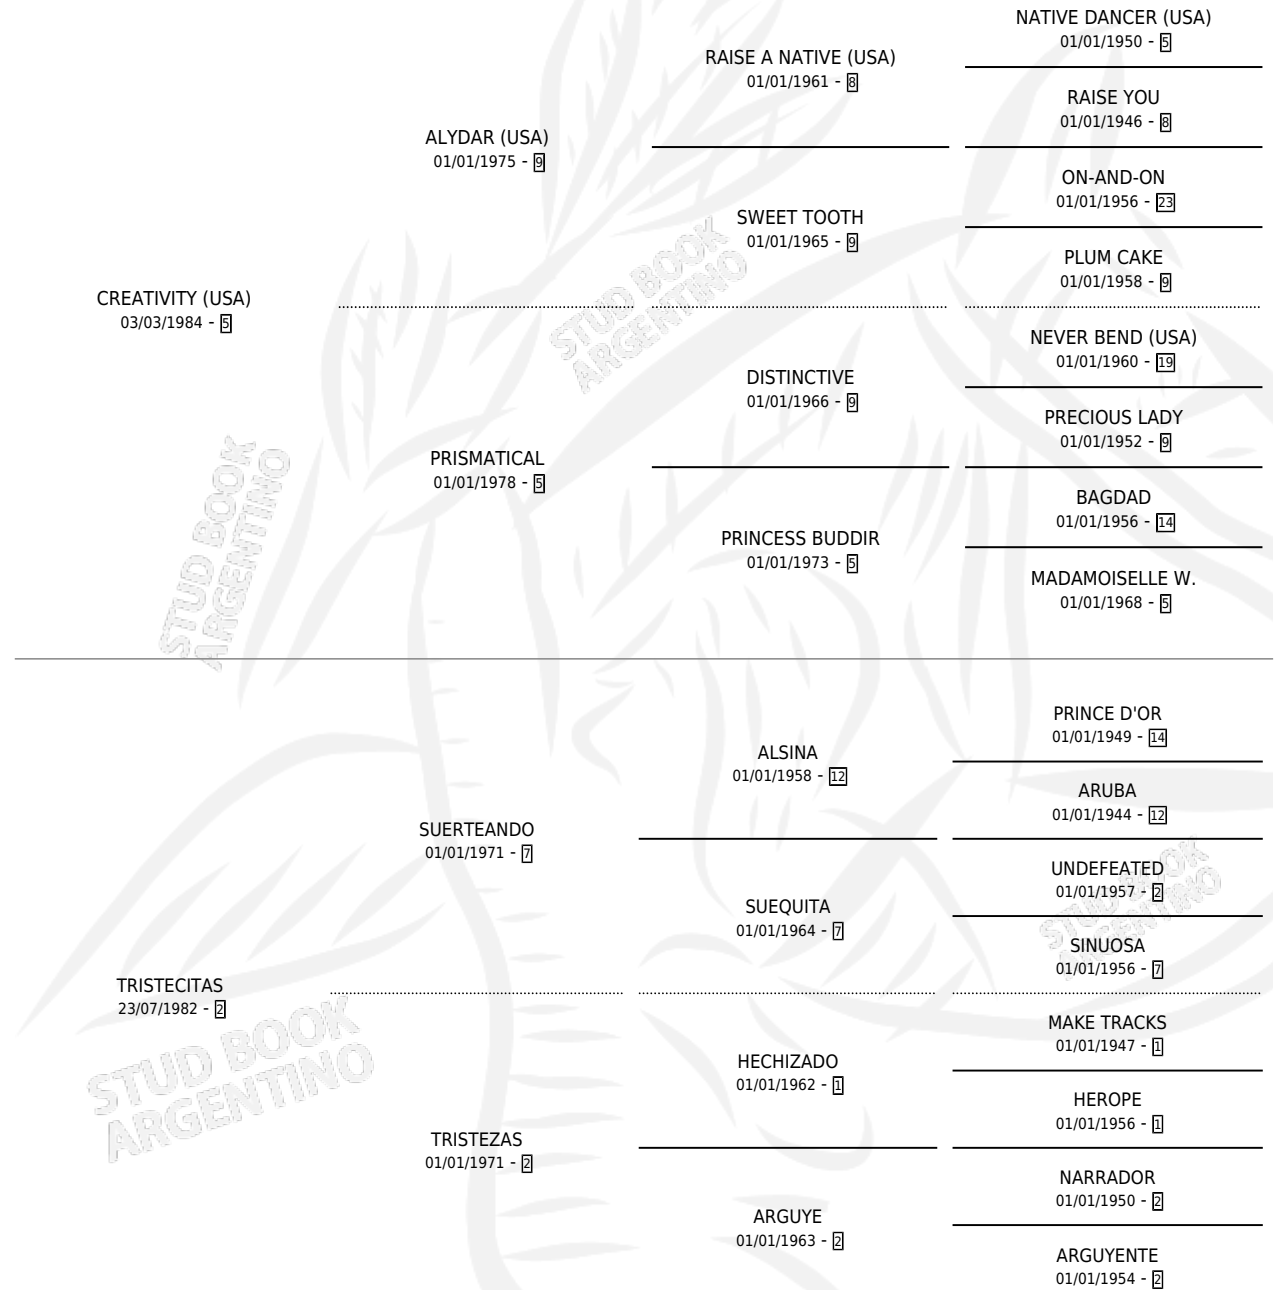 NATIVE DANCER (USA)
01/01/1950 - 5
RAISE A NATIVE (USA)
01/01/1961 - 8
RAISE YOU
01/01/1946 - 8
ALYDAR (USA)
01/01/1975 - 9
ON-AND-ON
01/01/1956 - 23
SWEET TOOTH
01/01/1965 - 9
PLUM CAKE
01/01/1958 - 9
CREATIVITY (USA)
03/03/1984 - 5
NEVER BEND (USA)
01/01/1960 - 19
DISTINCTIVE
01/01/1966 - 9
PRECIOUS LADY
01/01/1952 - 9
PRISMATICAL
01/01/1978 - 5
BAGDAD
01/01/1956 - 14
PRINCESS BUDDIR
01/01/1973 - 5
MADAMOISELLE W.
01/01/1968 - 5
PRINCE D'OR
01/01/1949 - 14
ALSINA
01/01/1958 - 12
ARUBA
01/01/1944 - 12
SUERTEANDO
01/01/1971 - 7
UNDEFEATED
01/01/1957 - 2
SUEQUITA
01/01/1964 - 7
SINUOSA
01/01/1956 - 7
TRISTECITAS
23/07/1982 - 2
MAKE TRACKS
01/01/1947 - 1
HECHIZADO
01/01/1962 - 1
HEROPE
01/01/1956 - 1
TRISTEZAS
01/01/1971 - 2
NARRADOR
01/01/1950 - 2
ARGUYE
01/01/1963 - 2
ARGUYENTE
01/01/1954 - 2
STUD BOOK
ARGENTINO
STUD BOOK
ARGENTINO
STUD BOOK
ARGENTINO
STUD BOOK
ARGENTINO